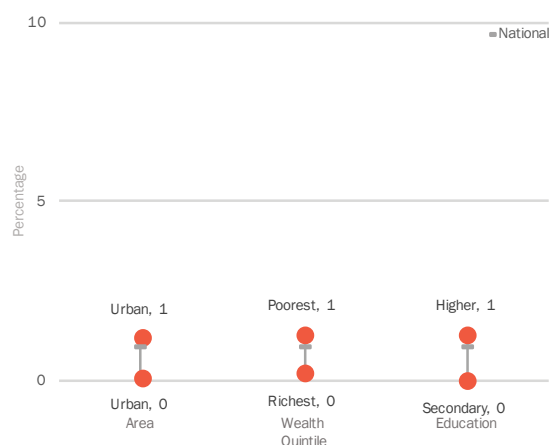 10
National
5
Percentage
Urban, 1
Poorest, 1
Higher, 1
0
Urban, 0
Richest, 0
Secondary, 0
Area
Wealth
Quintile
Education